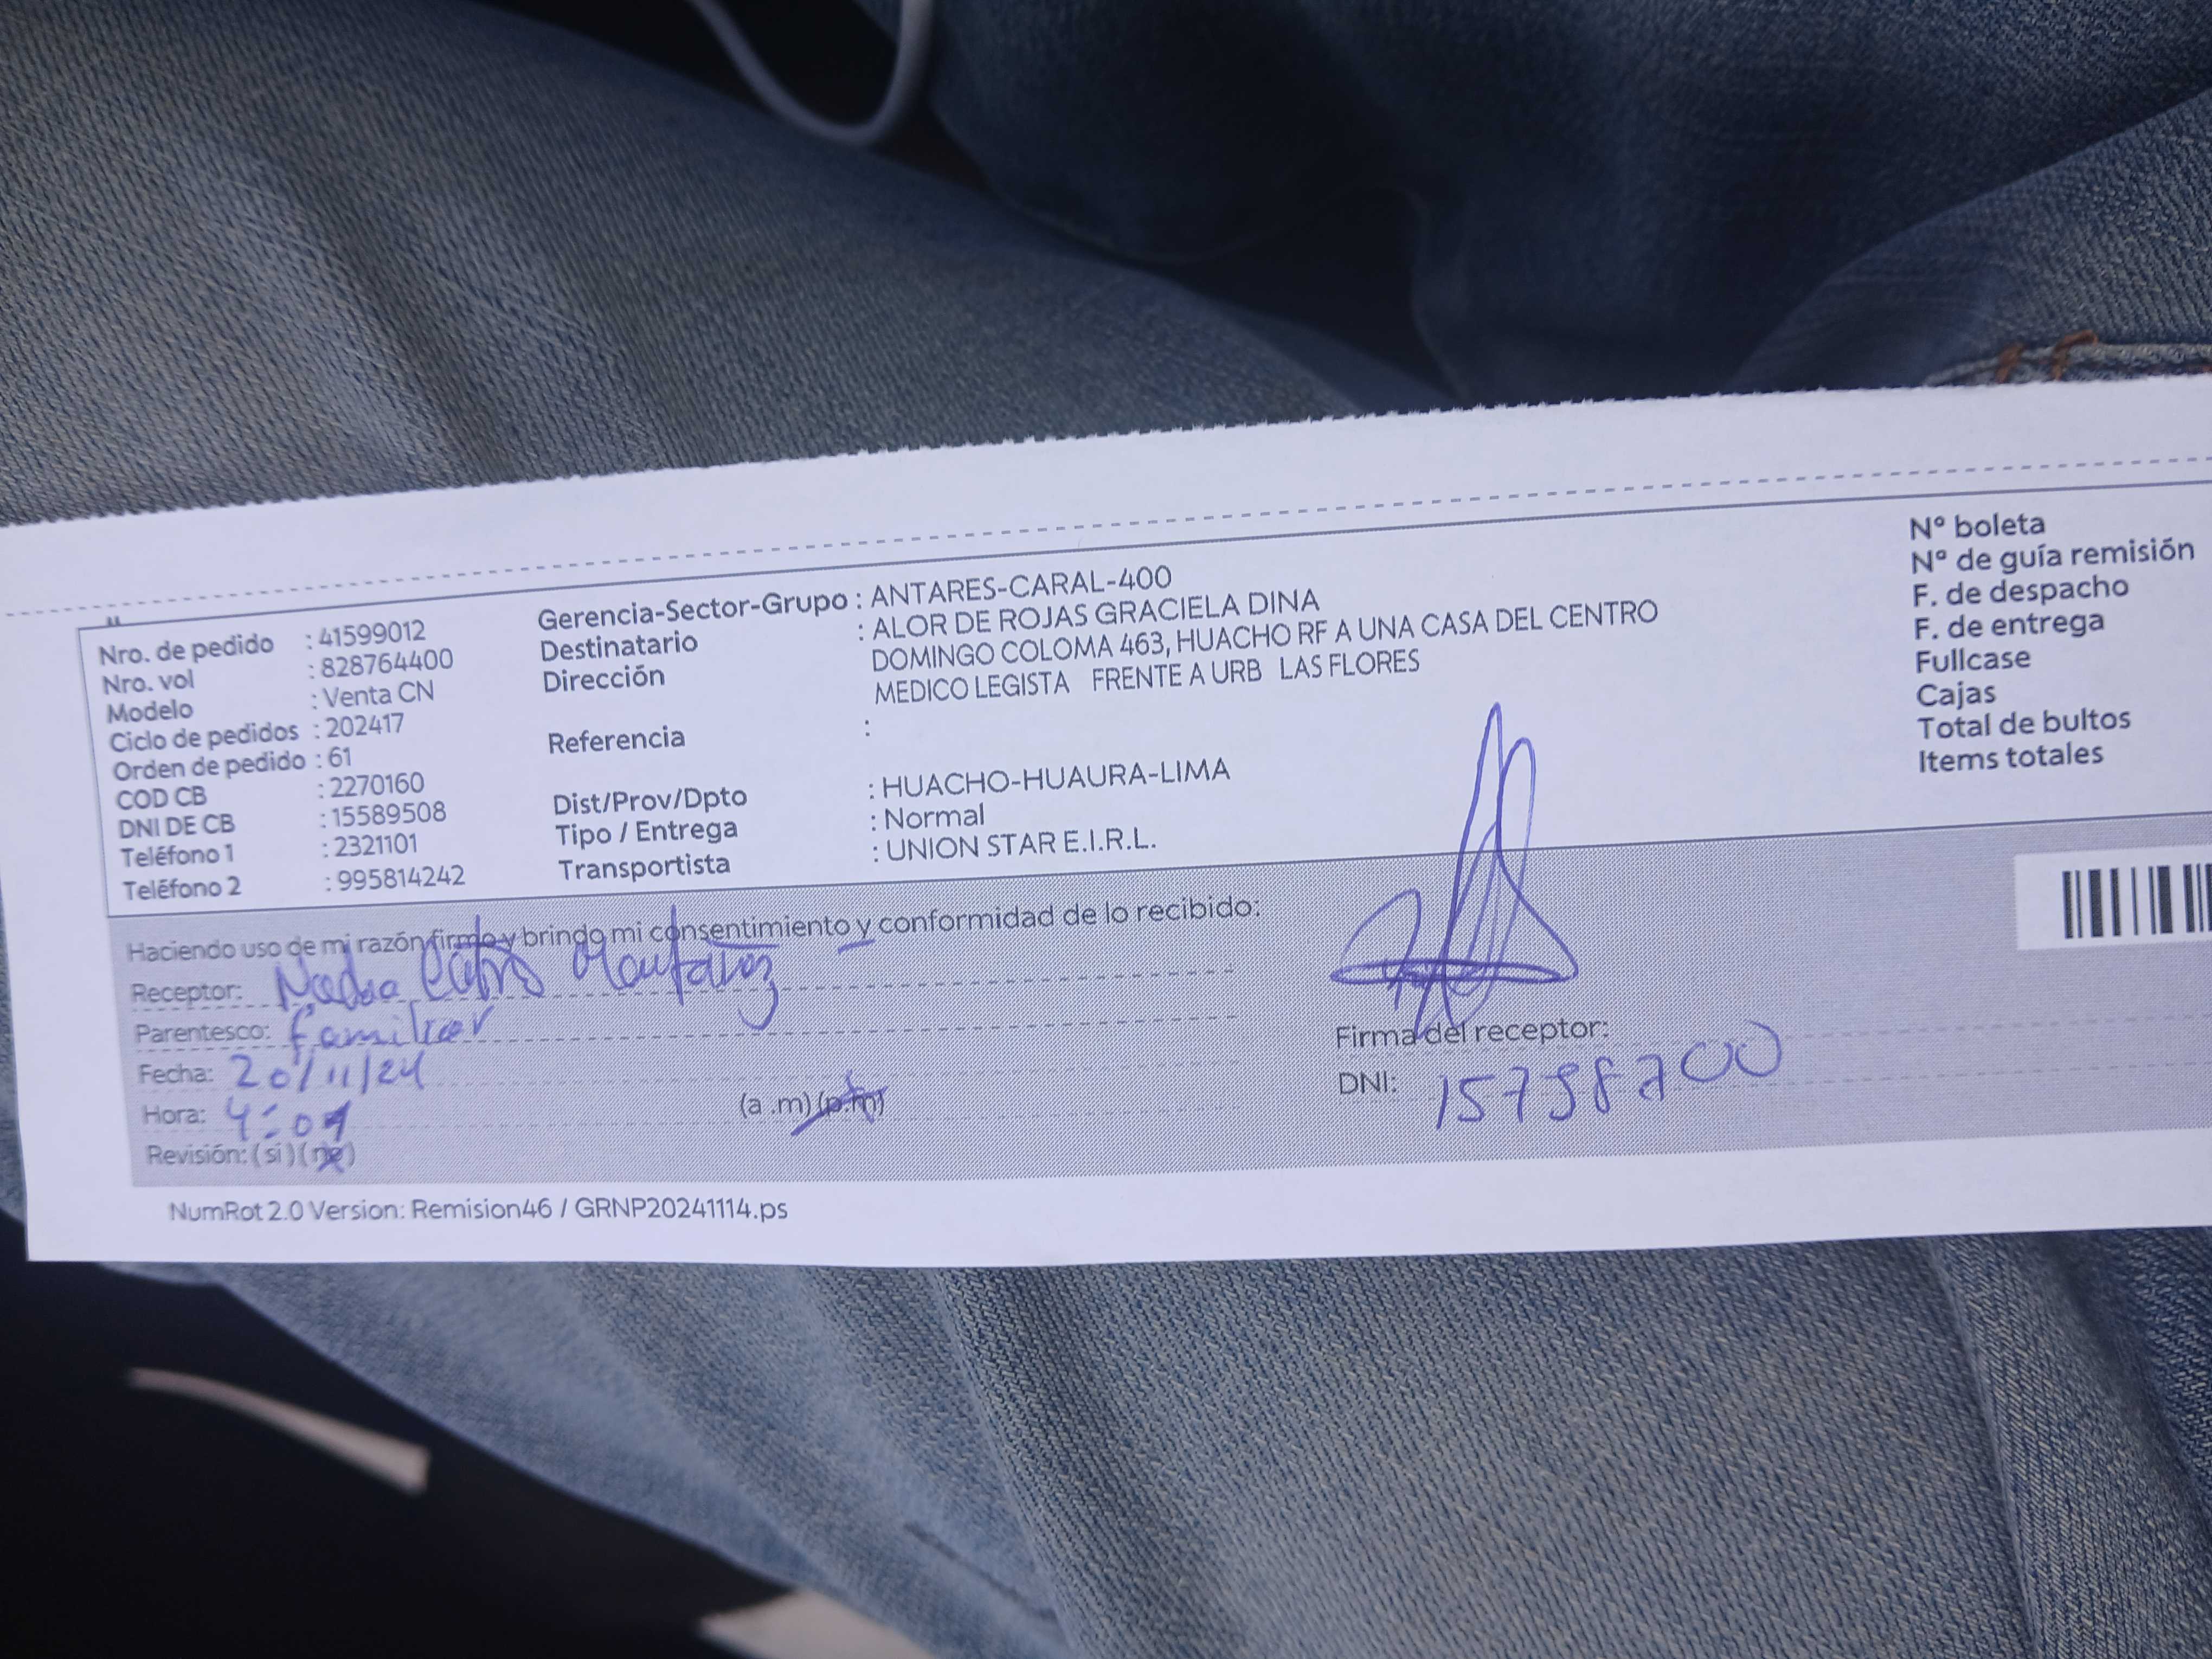 Nro. de pedido : 41599012
Nro. vol : 828764400
Modelo : Venta CN
Ciclo de pedidos : 202417
Orden de pedido : 61
COD CB : 2270160
DNI DE CB : 15589508
Teléfono 1 : 2321101
Teléfono 2 : 995814242
Gerencia-Sector-Grupo : ANTARES-CARAL-400
Destinatario : ALOR DE ROJAS GRACIELA DINA
Dirección DOMINGO COLOMA 463, HUACHO RF A UNA CASA DEL CENTRO
MEDICO LEGISTA FRENTE A URB LAS FLORES
Referencia :
Dist/Prov/Dpto : HUACHO-HUAURA-LIMA
Tipo / Entrega : Normal
Transportista : UNION STAR E.I.R.L.
Nº boleta
Nº de guía remisión
F. de despacho
F. de entrega
Fullcase
Cajas
Total de bultos
Items totales
Haciendo uso de mi razón firmo y brindo mi consentimiento y conformidad de lo recibido:
Receptor:
Parentesco: familiar
Fecha: 20/11/24
Hora: 4:01 (a .m) (p.m)
Revisión: (si) (no)
Firma del receptor:
DNI:
NumRot 2.0 Version: Remision46 / GRNP20241114.ps